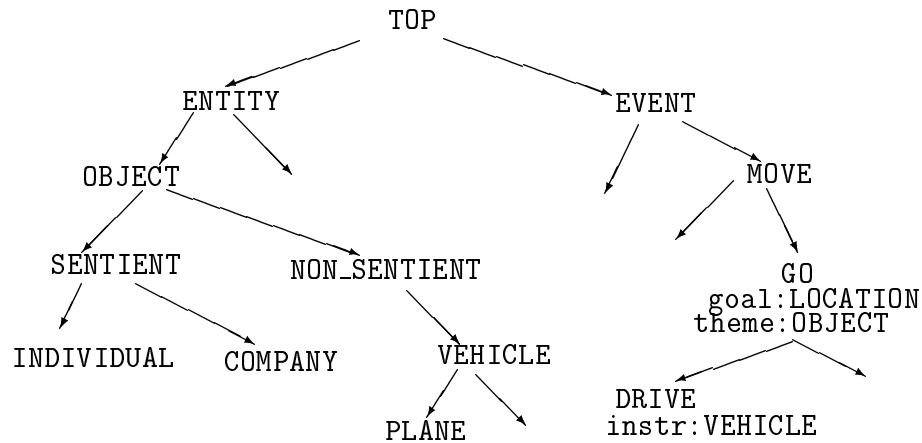 TOP
ENTITY
EVENT
OBJECT
MOVE
SENTIENT
NON_SENTIENT
GO
goal:LOCATION
theme:OBJECT
INDIVIDUAL
COMPANY
VEHICLE
DRIVE
instr:VEHICLE
PLANE